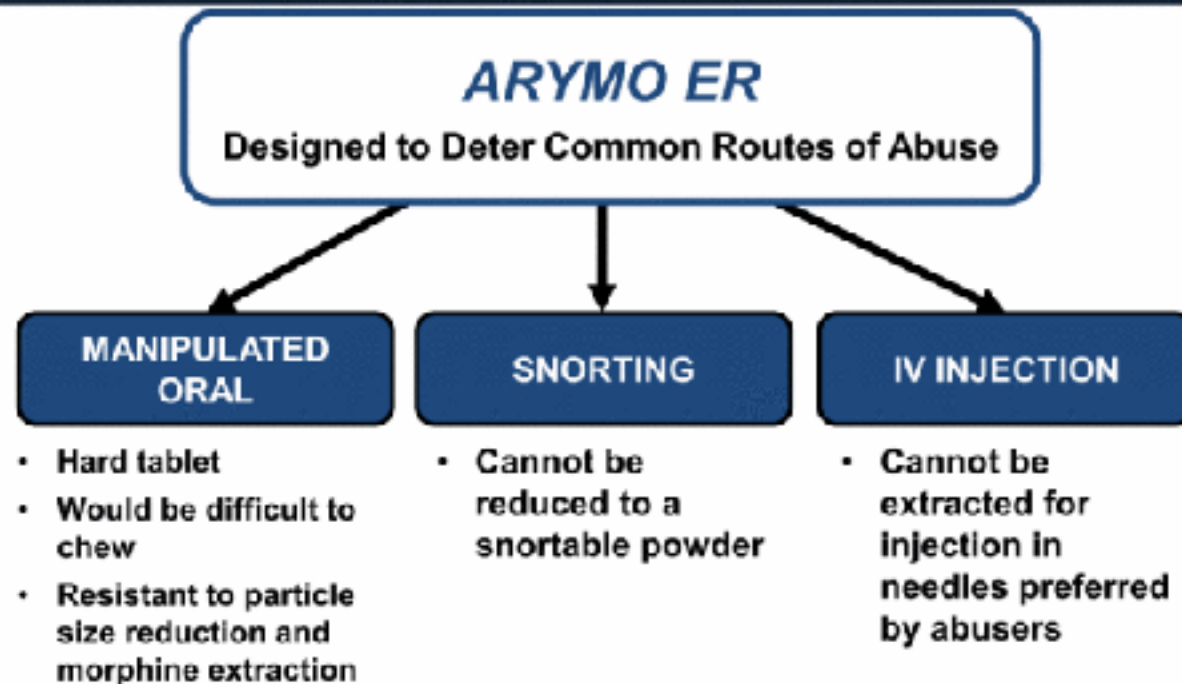 ARYMO ER
Designed to Deter Common Routes of Abuse
MANIPULATED
ORAL
• Hard tablet
• Would be difficult to
chew
• Resistant to particle
size reduction and
morphine extraction
SNORTING
• Cannot be
reduced to a
snortable powder
IV INJECTION
• Cannot be
extracted for
injection in
needles preferred
by abusers